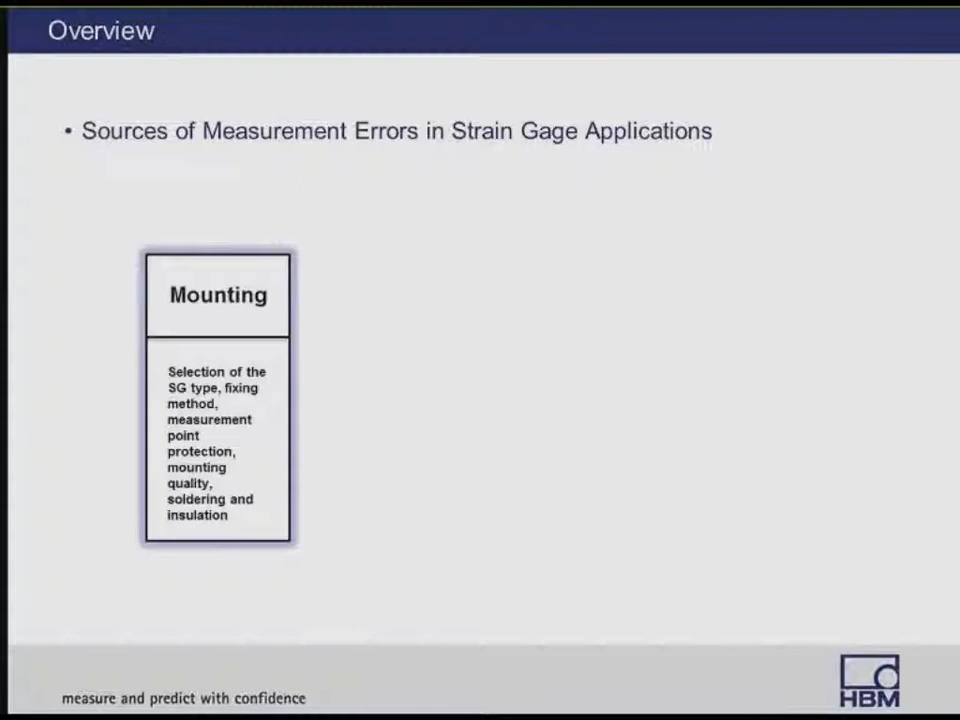 Overview
• Sources of Measurement Errors in Strain Gage Applications
Mounting
Selection of the
SG type, fixing
method,
measurement
point
protection,
mounting
quality,
soldering and
insulation
measure and predict with confidence
HBM